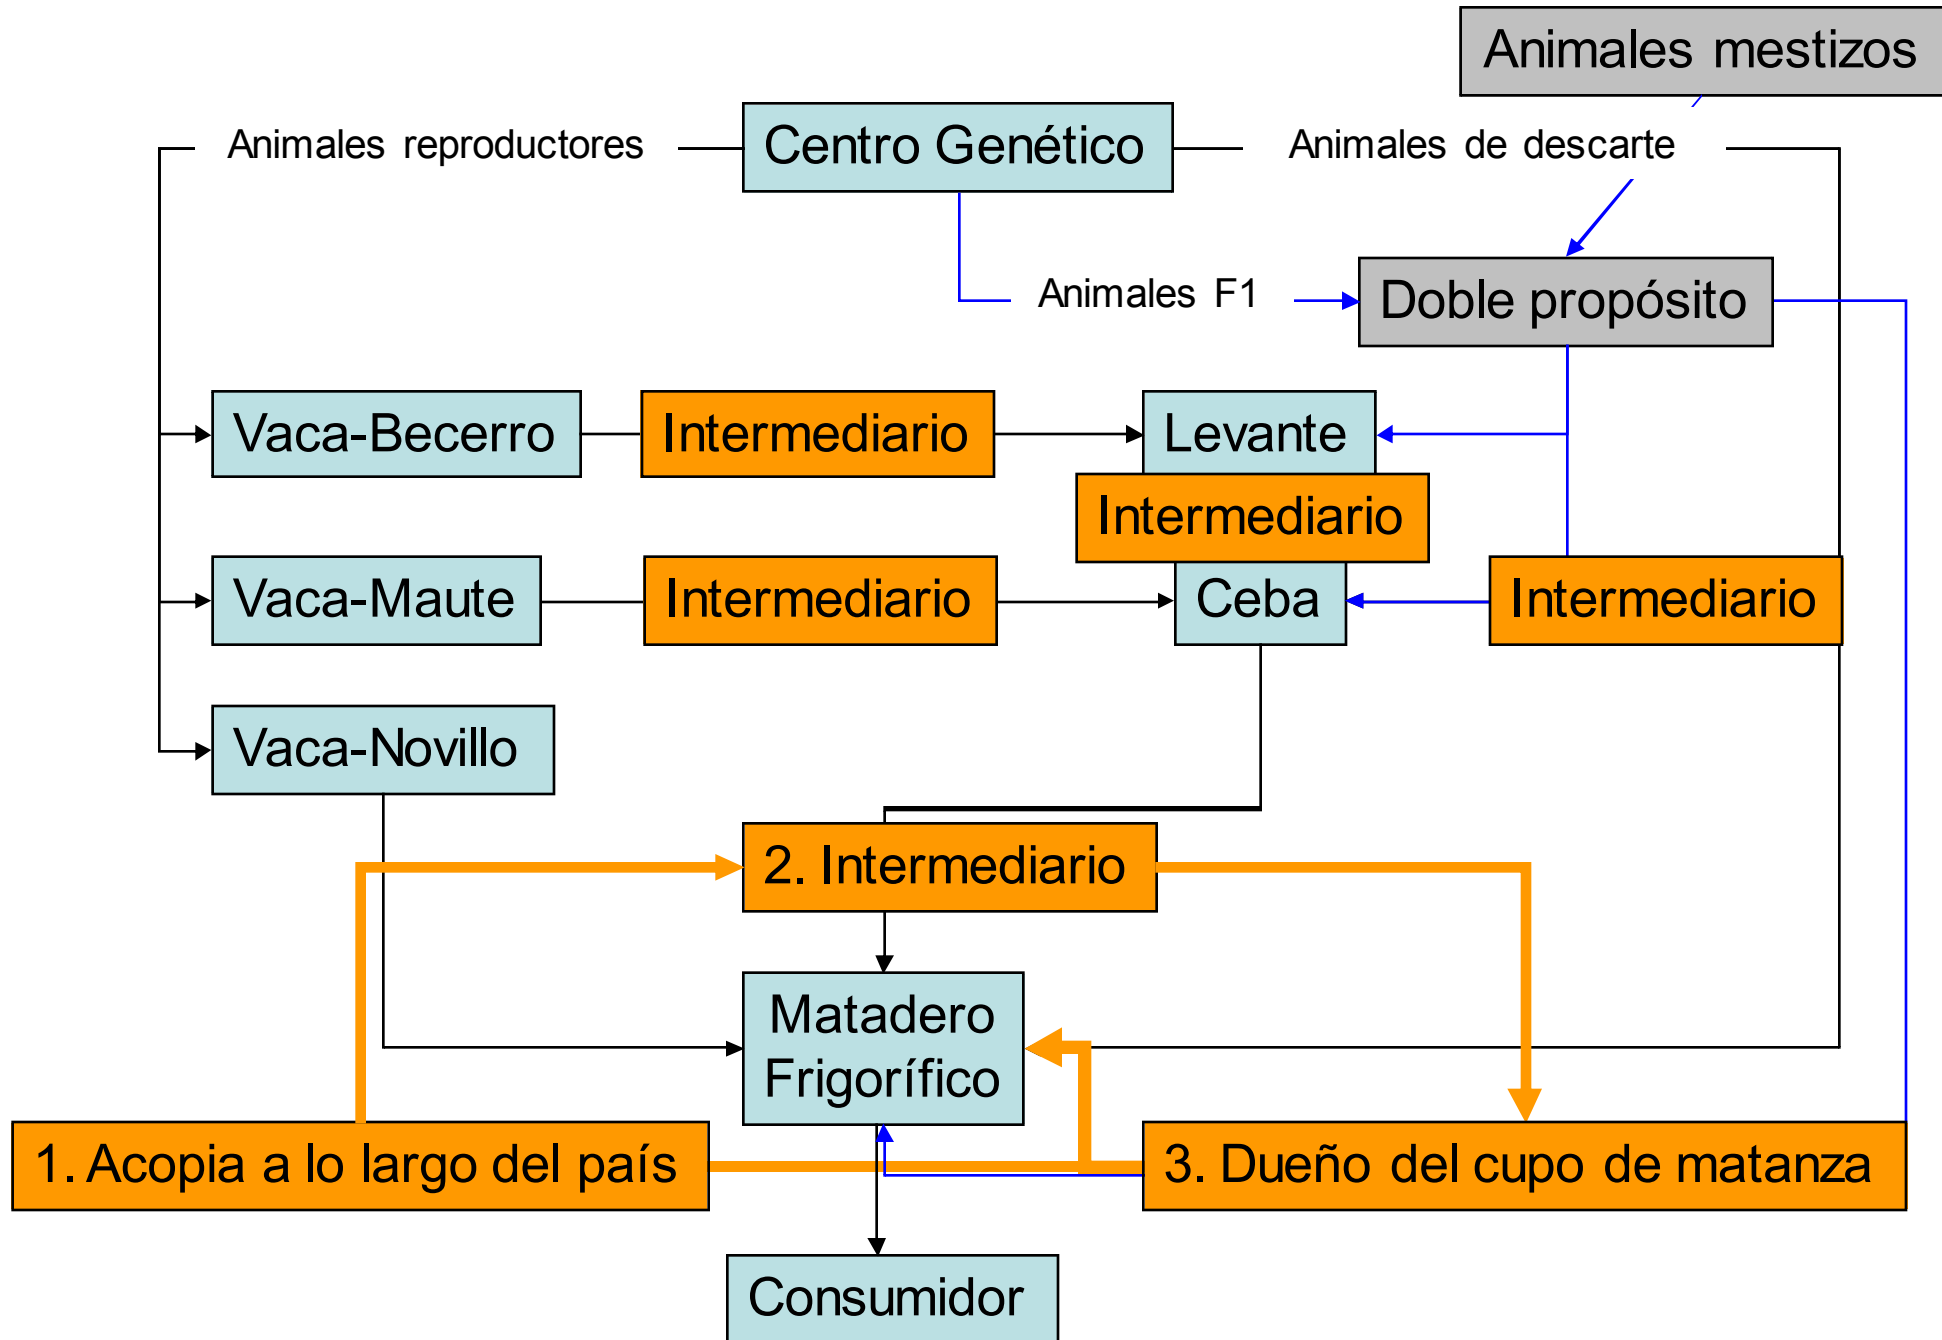 Animales mestizos
Animales reproductores
Centro Genético
Animales de descarte
Animales F1
Doble propósito
Vaca-Becerro
Intermediario
Levante
Intermediario
Vaca-Maute
Intermediario
Ceba
Intermediario
Vaca-Novillo
2. Intermediario
Matadero
Frigorífico
1. Acopia a lo largo del país
3. Dueño del cupo de matanza
Consumidor